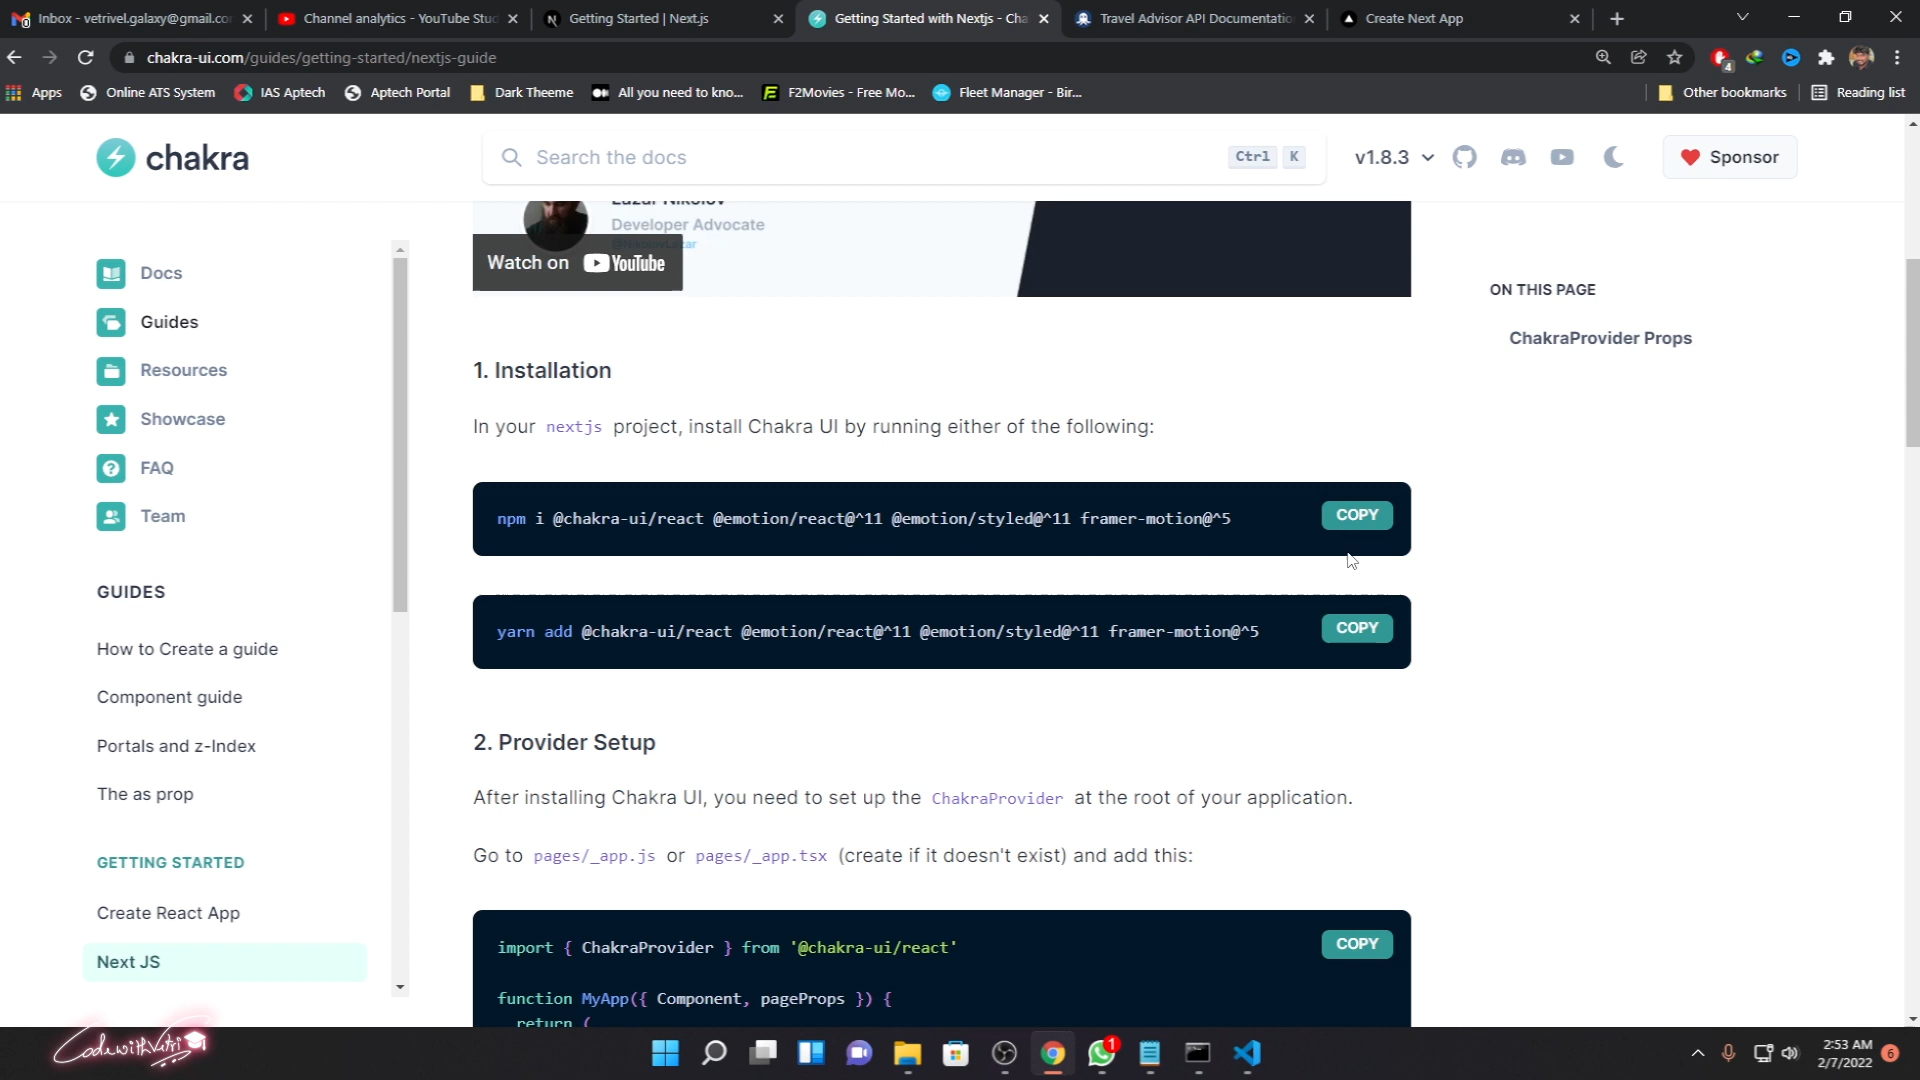 Inbox - vetrivel.galaxy@gmail.co
Channel analytics - YouTube Stu
Getting Started | Next.js
Getting Started with Nextjs - Cha
Travel Advisor API Documentatio
Create Next App
chakra-ui.com/guides/getting-started/nextjs-guide
4
Apps
Online ATS System
IAS Aptech
Aptech Portal
Dark Theeme
All you need to kno...
F2Movies - Free Mo...
Fleet Manager - Bir...
Other bookmarks
Reading list
chakra
Search the docs
Ctrl K
v1.8.3
Sponsor
Lazar Nikolov
Developer Advocate
Watch on YouTube
Docs
Guides
Resources
Showcase
FAQ
Team
GUIDES
How to Create a guide
Component guide
Portals and z-Index
The as prop
GETTING STARTED
Create React App
Next JS
1. Installation
In your nextjs project, install Chakra UI by running either of the following:
npm i @chakra-ui/react @emotion/react@^11 @emotion/styled@^11 framer-motion@^5
COPY
yarn add @chakra-ui/react @emotion/react@^11 @emotion/styled@^11 framer-motion@^5
COPY
2. Provider Setup
After installing Chakra UI, you need to set up the ChakraProvider at the root of your application.
Go to pages/_app.js or pages/_app.tsx (create if it doesn't exist) and add this:
import { ChakraProvider } from '@chakra-ui/react'
COPY
function MyApp({ Component, pageProps }) {
return (
ON THIS PAGE
ChakraProvider Props
CodewithVetri
1
2:53 AM
2/7/2022
6